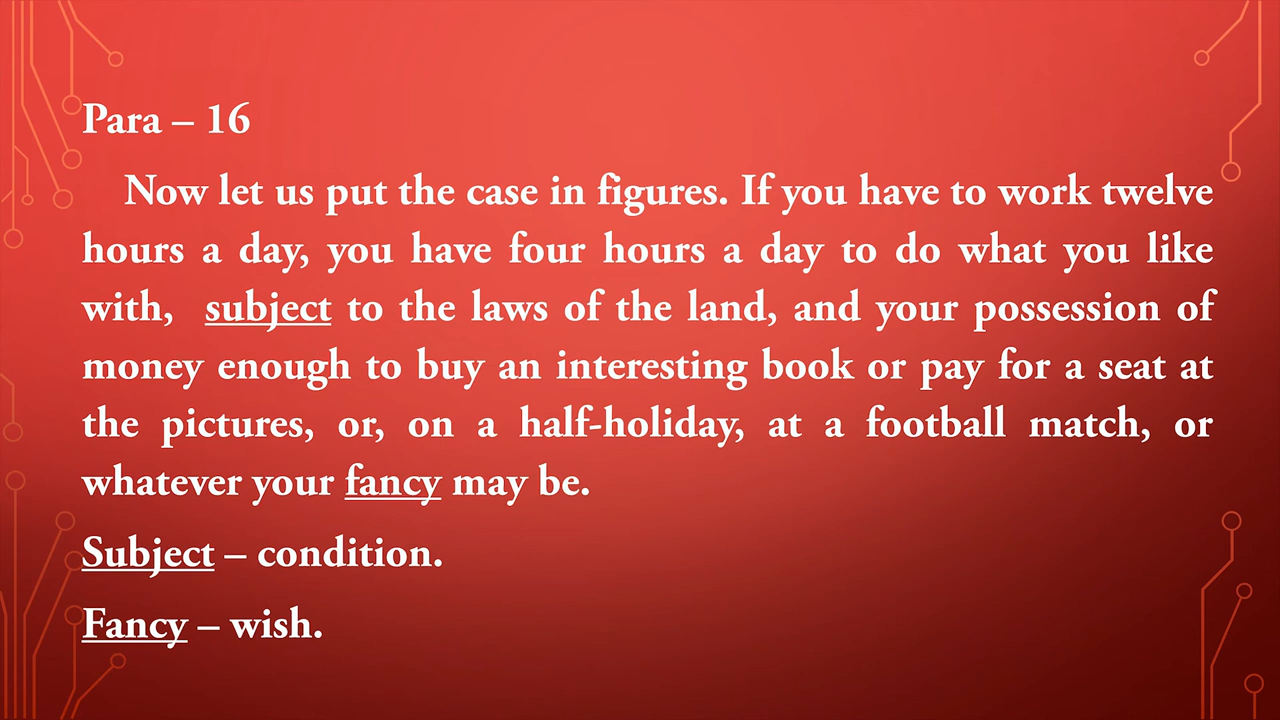 Para – 16
Now let us put the case in figures. If you have to work twelve
hours a day, you have four hours a day to do what you like
with, subject to the laws of the land, and your possession of
money enough to buy an interesting book or pay for a seat at
the pictures, or, on a half-holiday, at a football match, or
whatever your fancy may be.
Subject – condition.
Fancy – wish.